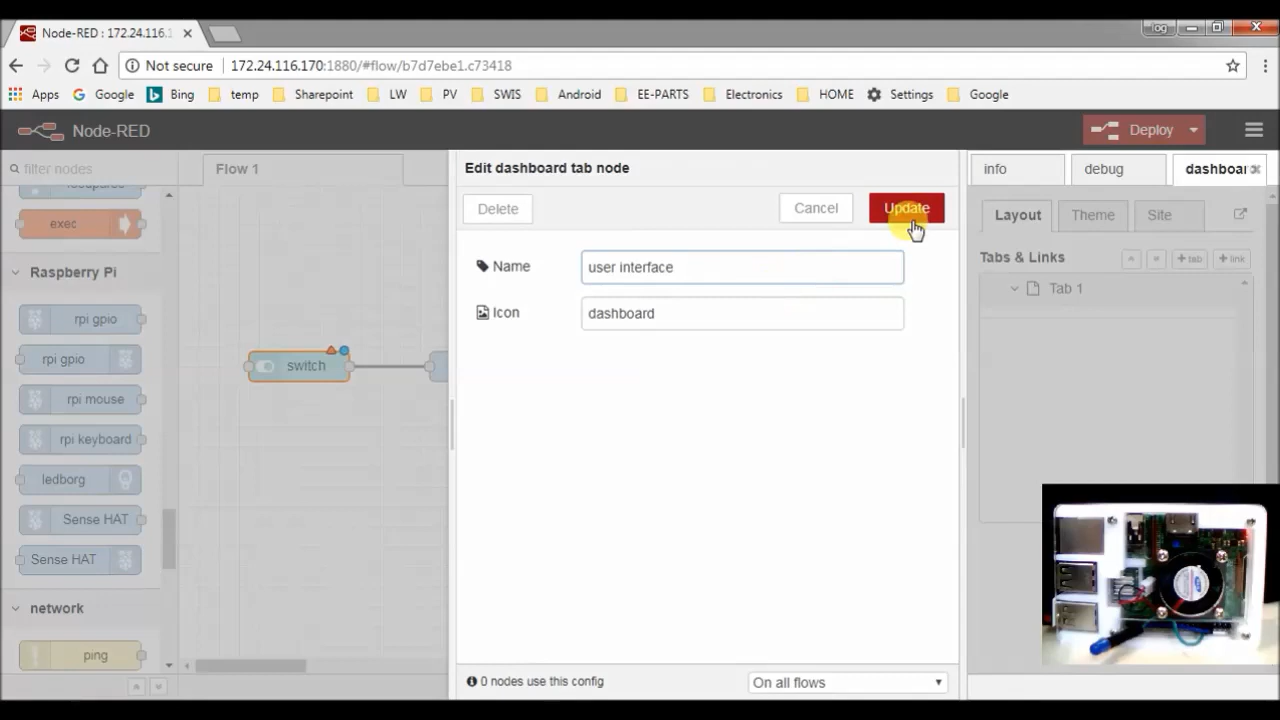 log
Node-RED : 172.24.116.1
Not secure 172.24.116.170:1880/#flow/b7d7ebe1.c73418
Apps Google Bing temp Sharepoint LW PV SWIS Android EE-PARTS Electronics HOME Settings Google
Node-RED
Deploy
filter nodes
Flow 1
exec
Raspberry Pi
rpi gpio
rpi gpio
rpi mouse
rpi keyboard
ledborg
Sense HAT
Sense HAT
network
ping
switch
Edit dashboard tab node
Delete
Cancel
Update
Name
user interface
Icon
dashboard
0 nodes use this config
On all flows
info
debug
dashboar
Layout
Theme
Site
Tabs & Links
+ tab
+ link
Tab 1